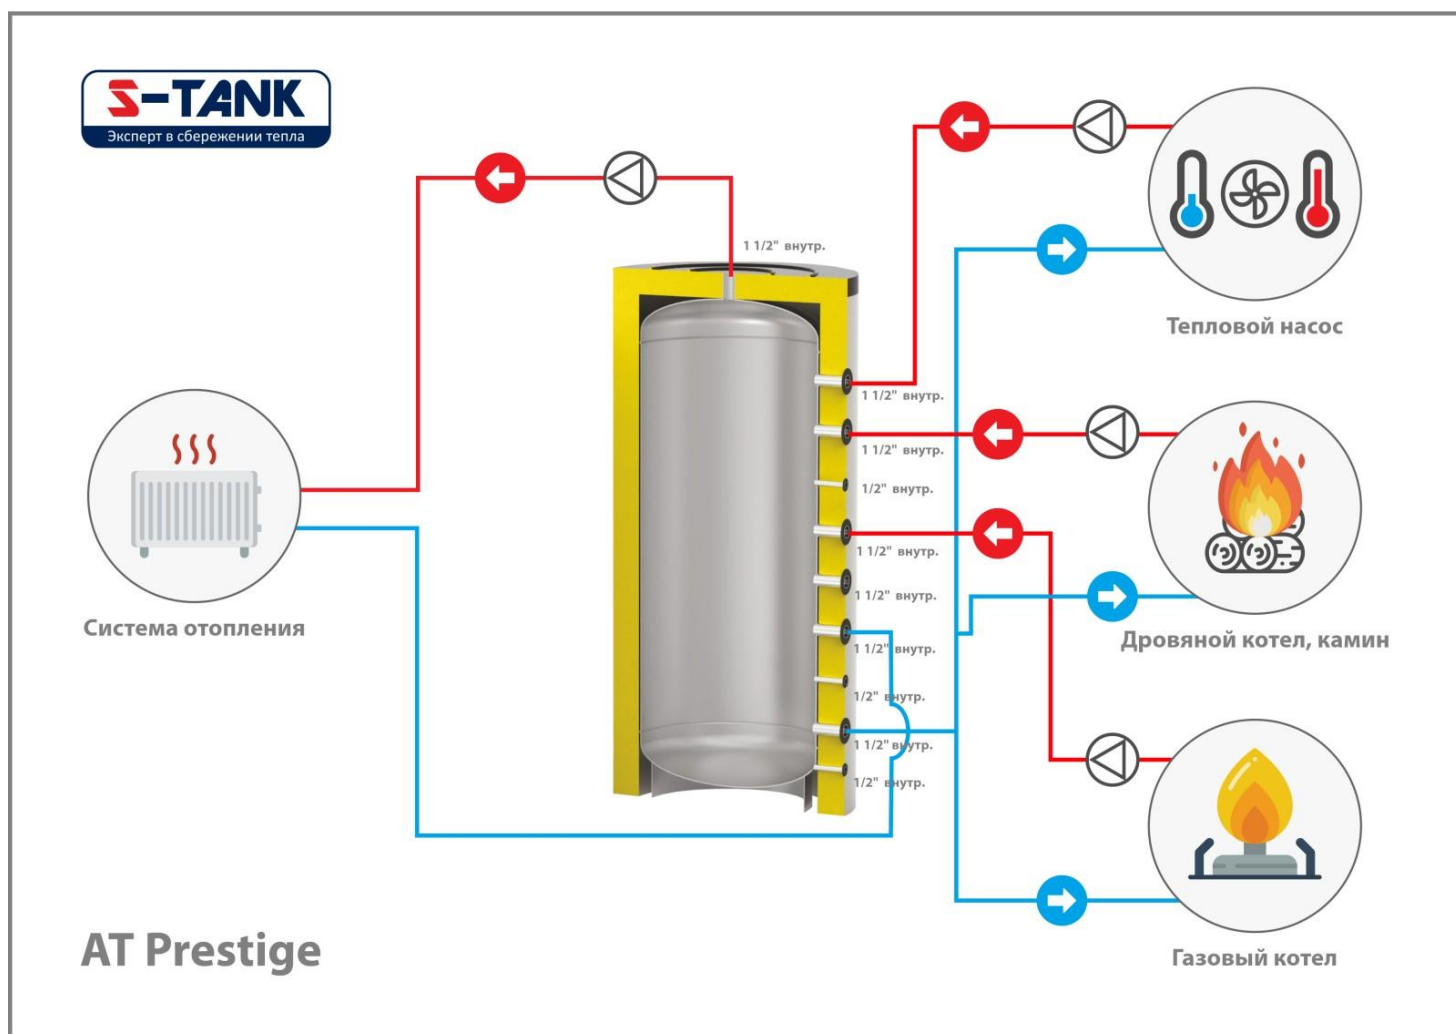 S-TANK
Эксперт в сбережении тепла
1 1/2" внутр.
Тепловой насос
1 1/2" внутр.
1 1/2" внутр.
1/2" внутр.
1 1/2" внутр.
1 1/2" внутр.
1 1/2" внутр.
1/2" внутр.
1 1/2" внутр.
1/2" внутр.
Система отопления
Дровяной котел, камин
Газовый котел
AT Prestige